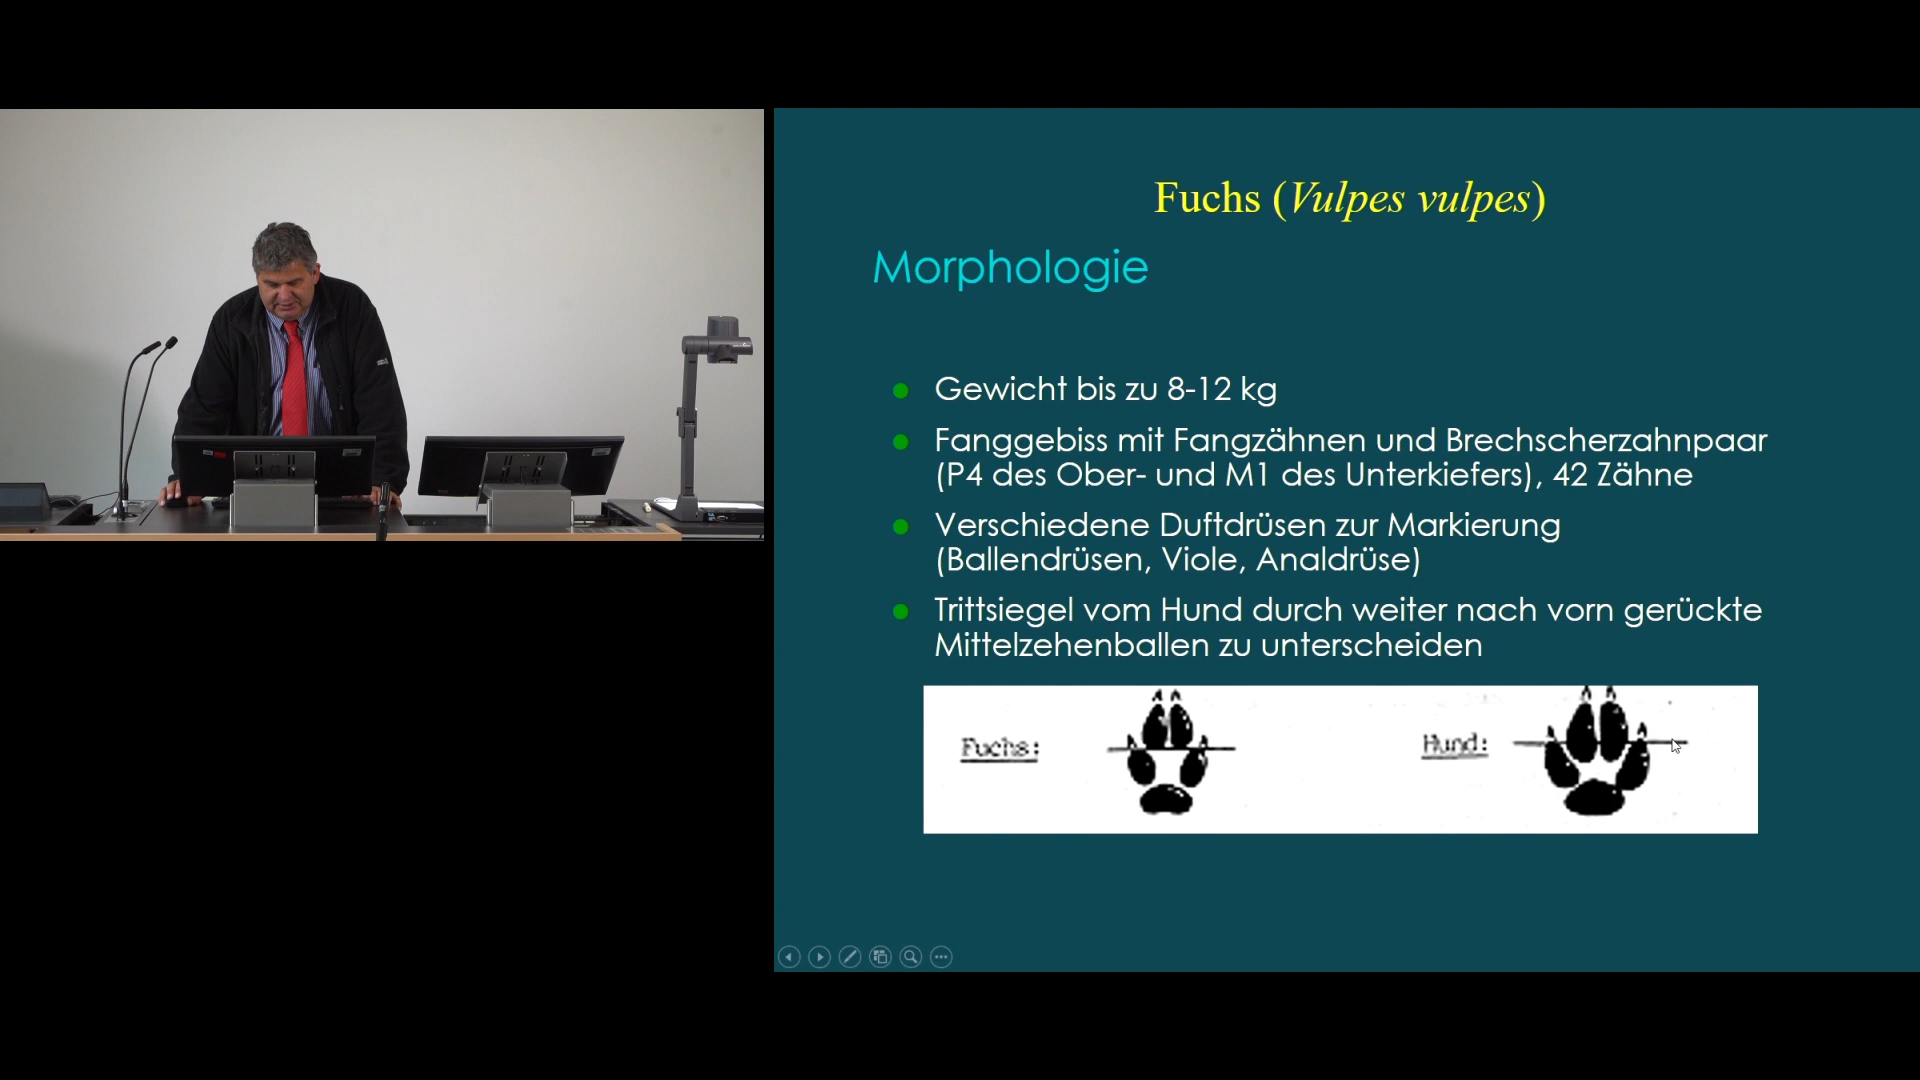 Fuchs (Vulpes vulpes)
Morphologie
Gewicht bis zu 8-12 kg
Fanggebiss mit Fangzähnen und Brechscherzahnpaar
(P4 des Ober- und M1 des Unterkiefers), 42 Zähne
Verschiedene Duftdrüsen zur Markierung
(Ballendrüsen, Viole, Analdrüse)
Trittsiegel vom Hund durch weiter nach vorn gerückte
Mittelzehenballen zu unterscheiden
Fuchs:
Hund: